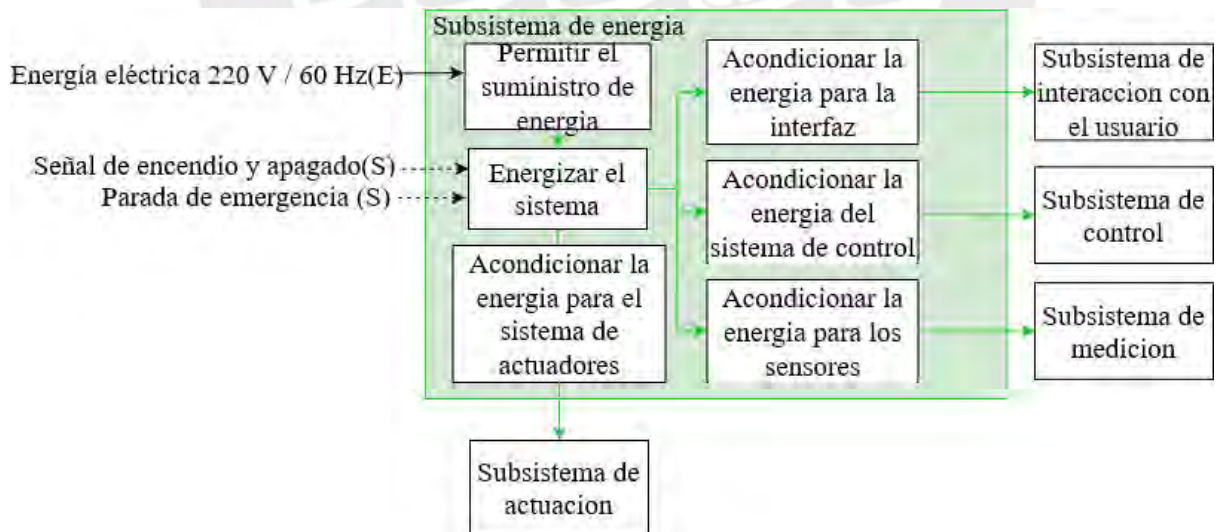 Subsistema de energia
Energía eléctrica 220 V / 60 Hz(E)
Permitir el
suministro de
energia
Señal de encendio y apagado(S)
Parada de emergencia (S)
Energizar el
sistema
Acondicionar la
energia para el
sistema de
actuadores
Acondicionar la
energia para la
interfaz
Acondicionar la
energia del
sistema de control
Acondicionar la
energia para los
sensores
Subsistema de
interaccion con
el usuario
Subsistema de
control
Subsistema de
medicion
Subsistema de
actuacion